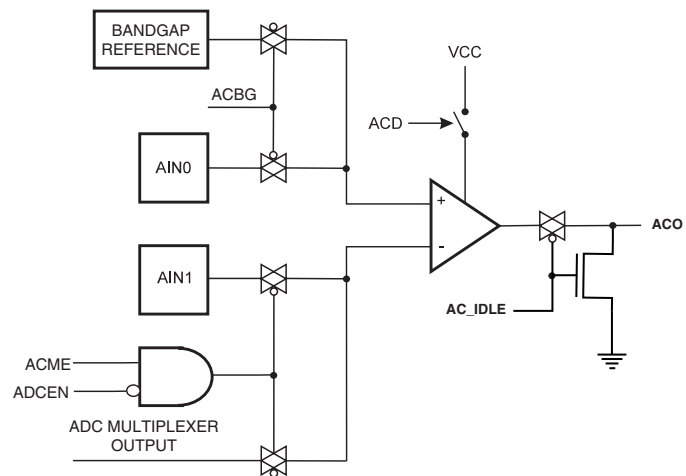 BANDGAP
REFERENCE
VCC
ACBG
ACD
AIN0
+
-
ACO
AIN1
AC_IDLE
ACME
ADCEN
ADC MULTIPLEXER
OUTPUT